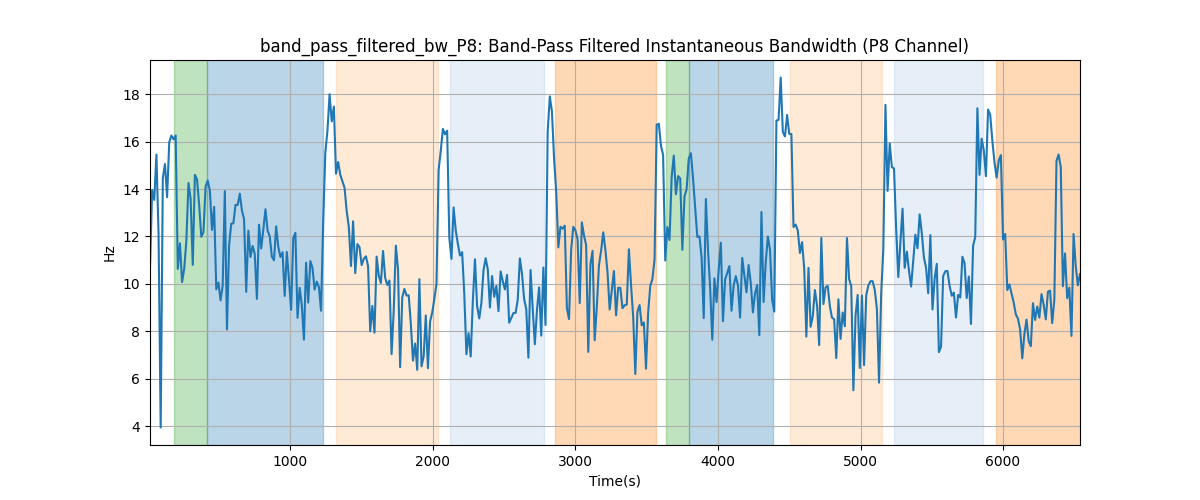 band_pass_filtered_bw_P8: Band-Pass Filtered Instantaneous Bandwidth (P8 Channel)
18
16
14
12
10
8
6
4
Hz
1000 2000 3000 4000 5000 6000
Time(s)